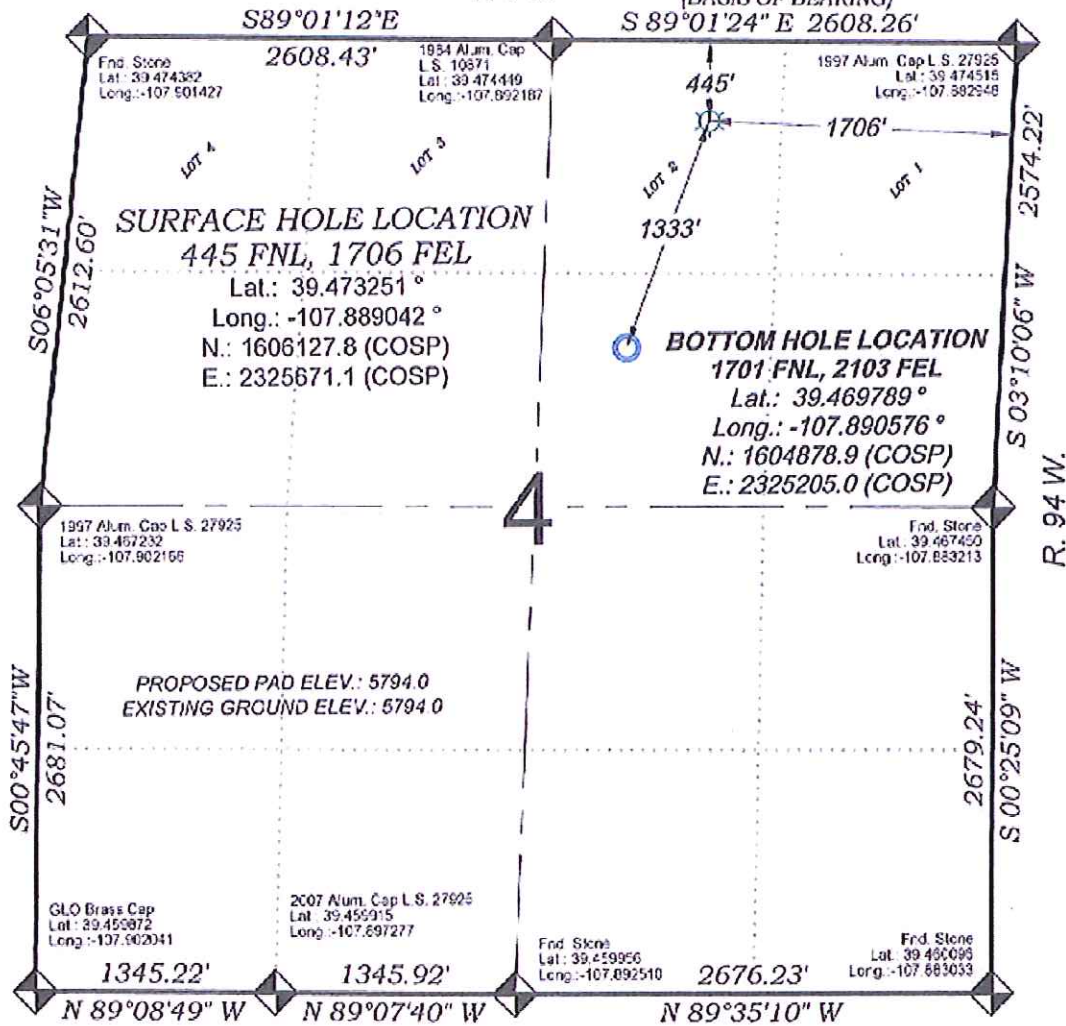 (BASIS OF BEARING)
S89°01'12"E
S 89°01'24" E 2608.26'
2608.43'
Fnd. Stone
Lat.: 39.474382
Long.:-107.901427
1984 Alum. Cap
L.S. 10871
Lat.: 39.474449
Long.:-107.892187
1997 Alum. Cap L.S. 27925
Lat.: 39.474515
Long.:-107.882948
445'
1706'
2574.22'
LOT 4
LOT 3
LOT 2
LOT 1
1333'
S06°05'31"W
2612.60'
SURFACE HOLE LOCATION
445 FNL, 1706 FEL
Lat.: 39.473251 °
Long.: -107.889042 °
N.: 1606127.8 (COSP)
E.: 2325671.1 (COSP)
BOTTOM HOLE LOCATION
1701 FNL, 2103 FEL
Lat.: 39.469789 °
Long.: -107.890576 °
N.: 1604878.9 (COSP)
E.: 2325205.0 (COSP)
S 03°10'06" W
R. 94 W.
4
1997 Alum. Cap L.S. 27925
Lat.: 39.467232
Long.:-107.902156
Fnd. Stone
Lat.: 39.467450
Long.:-107.883213
PROPOSED PAD ELEV.: 5794.0
EXISTING GROUND ELEV.: 5794.0
S00°45'47"W
2681.07'
2679.24'
S 00°25'09" W
GLO Brass Cap
Lat.: 39.459872
Long.:-107.902041
2007 Alum. Cap L.S. 27925
Lat.: 39.459915
Long.:-107.897277
Fnd. Stone
Lat.: 39.459956
Long.:-107.892510
Fnd. Stone
Lat.: 39.460096
Long.:-107.883033
1345.22'
1345.92'
2676.23'
N 89°08'49" W
N 89°07'40" W
N 89°35'10" W